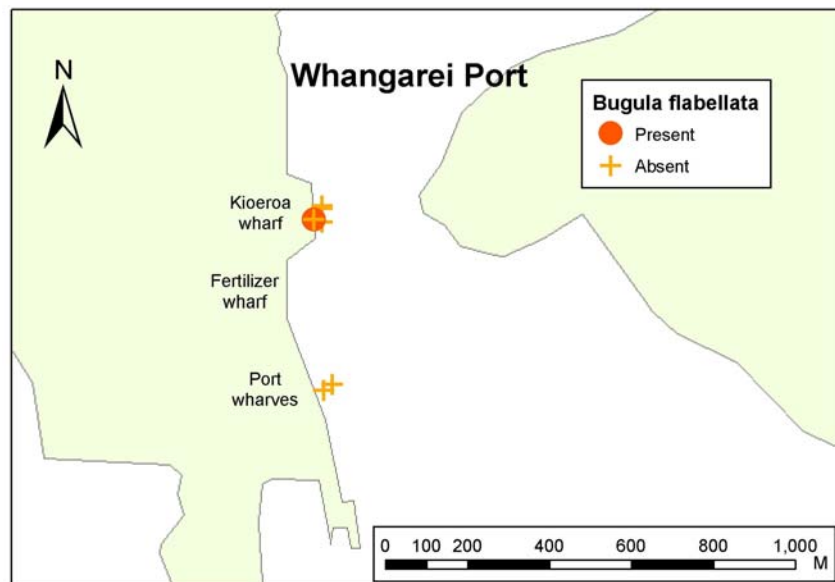 Whangarei Port
N
Bugula flabellata
Present
Absent
Kioeroa
wharf
Fertilizer
wharf
Port
wharves
0 100 200 400 600 800 1,000
M